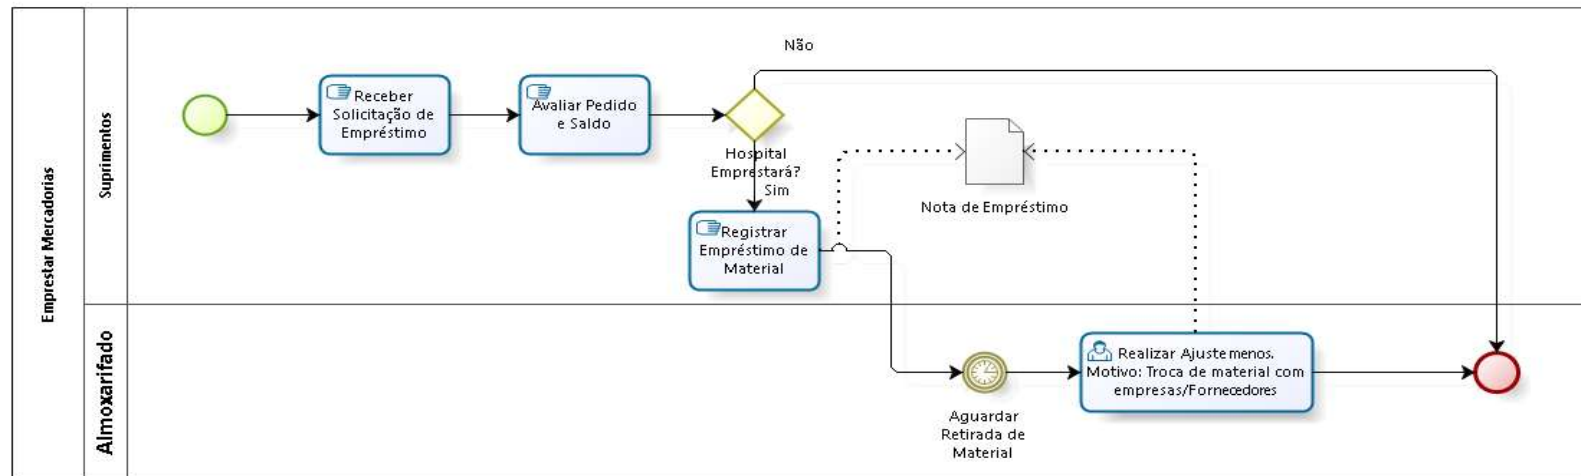 Emprestar Mercadorias
Suprimentos
Não
Receber
Solicitação de
Empréstimo
Avaliar Pedido
e Saldo
Hospital
Emprestará?
Sim
Nota de Empréstimo
Registrar
Empréstimo de
Material
Almoxarifado
Aguardar
Retirada de
Material
Realizar Ajuste menos.
Motivo: Troca de material com
empresas/Fornecedores